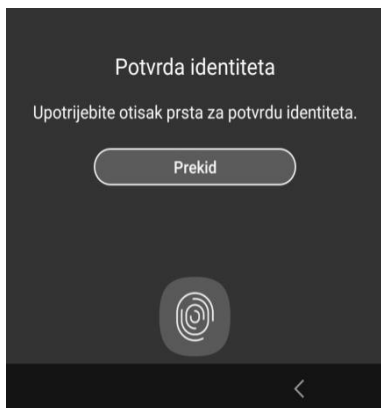 Potvrda identiteta
Upotrijebite otisak prsta za potvrdu identiteta.
Prekid